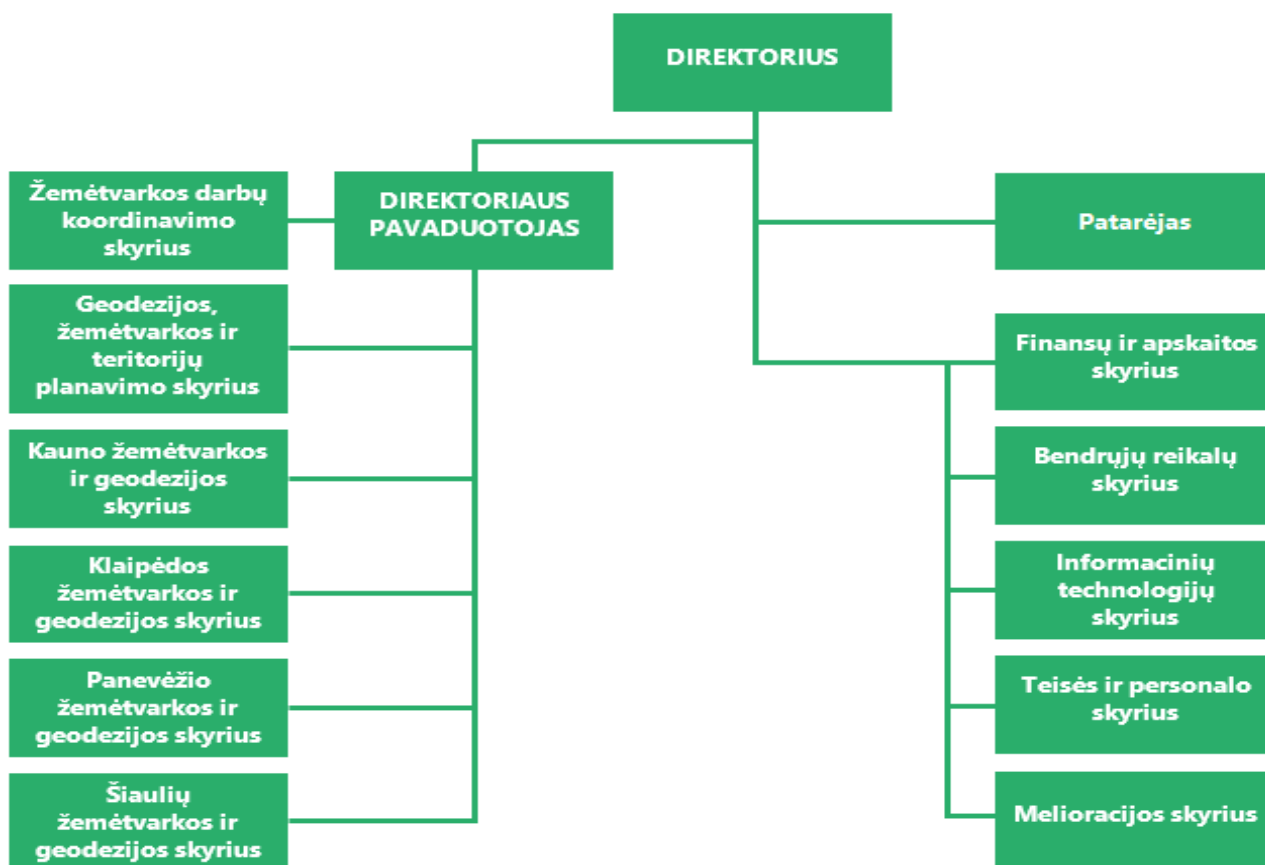 DIREKTORIUS
DIREKTORIAUS
PAVADUOTOJAS
Žemėtvarkos darbų
koordinavimo
skyrius
Geodezijos,
žemėtvarkos ir
teritorijų
planavimo skyrius
Kauno žemėtvarkos
ir geodezijos
skyrius
Klaipėdos
žemėtvarkos ir
geodezijos skyrius
Panevėžio
žemėtvarkos ir
geodezijos skyrius
Šiaulių
žemėtvarkos ir
geodezijos skyrius
Patarėjas
Finansų ir apskaitos
skyrius
Bendrųjų reikalų
skyrius
Informacinių
technologijų
skyrius
Teisės ir personalo
skyrius
Melioracijos skyrius